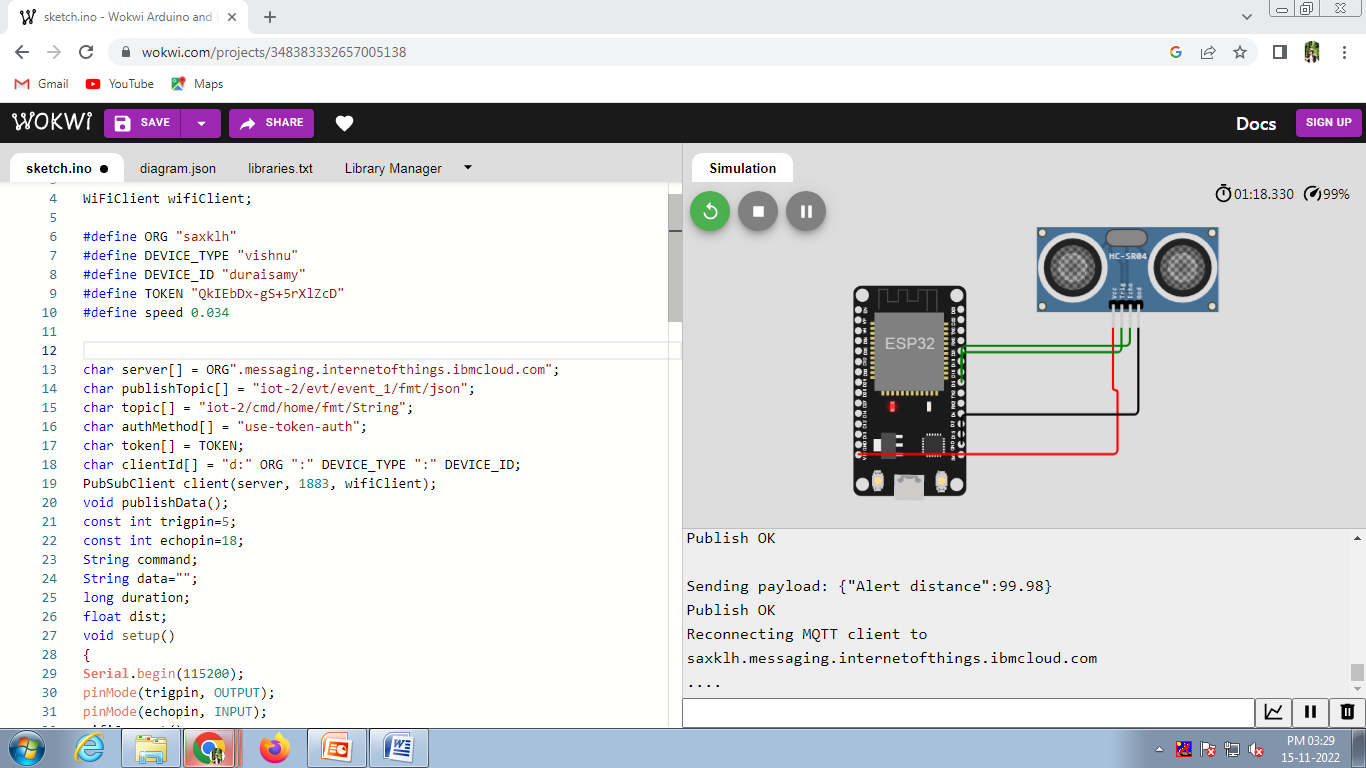 sketch.ino - Wokwi Arduino and
wokwi.com/projects/348383332657005138
Gmail YouTube Maps
WOKWI SAVE SHARE Docs SIGN UP
sketch.ino diagram.json libraries.txt Library Manager
4 WiFiClient wifiClient;
5
6 #define ORG "saxklh"
7 #define DEVICE_TYPE "vishnu"
8 #define DEVICE_ID "duraisamy"
9 #define TOKEN "QkIEbDx-gS+5rXlZcD"
10 #define speed 0.034
11
12
13 char server[] = ORG".messaging.internetofthings.ibmcloud.com";
14 char publishTopic[] = "iot-2/evt/event_1/fmt/json";
15 char topic[] = "iot-2/cmd/home/fmt/String";
16 char authMethod[] = "use-token-auth";
17 char token[] = TOKEN;
18 char clientId[] = "d:" ORG ":" DEVICE_TYPE ":" DEVICE_ID;
19 PubSubClient client(server, 1883, wifiClient);
20 void publishData();
21 const int trigpin=5;
22 const int echopin=18;
23 String command;
24 String data="";
25 long duration;
26 float dist;
27 void setup()
28 {
29 Serial.begin(115200);
30 pinMode(trigpin, OUTPUT);
31 pinMode(echopin, INPUT);
Simulation
01:18.330 99%
HC-SR04
Vcc
Trig
Echo
Gnd
ESP32
Publish OK
Sending payload: {"Alert distance":99.98}
Publish OK
Reconnecting MQTT client to
saxklh.messaging.internetofthings.ibmcloud.com
....
PM 03:29
15-11-2022